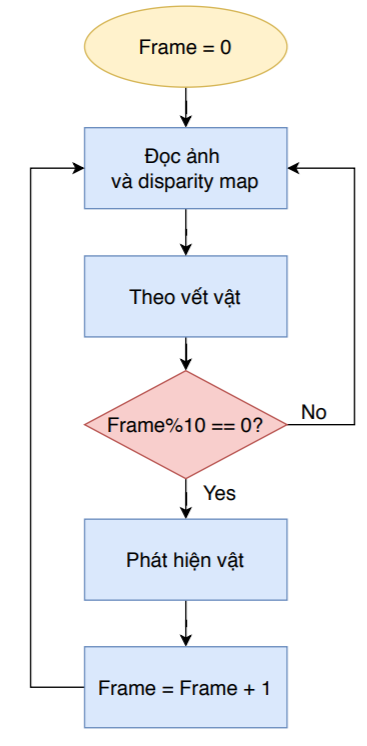 Frame = 0
Đọc ảnh
và disparity map
Theo vết vật
Frame%10 == 0?
No
Yes
Phát hiện vật
Frame = Frame + 1